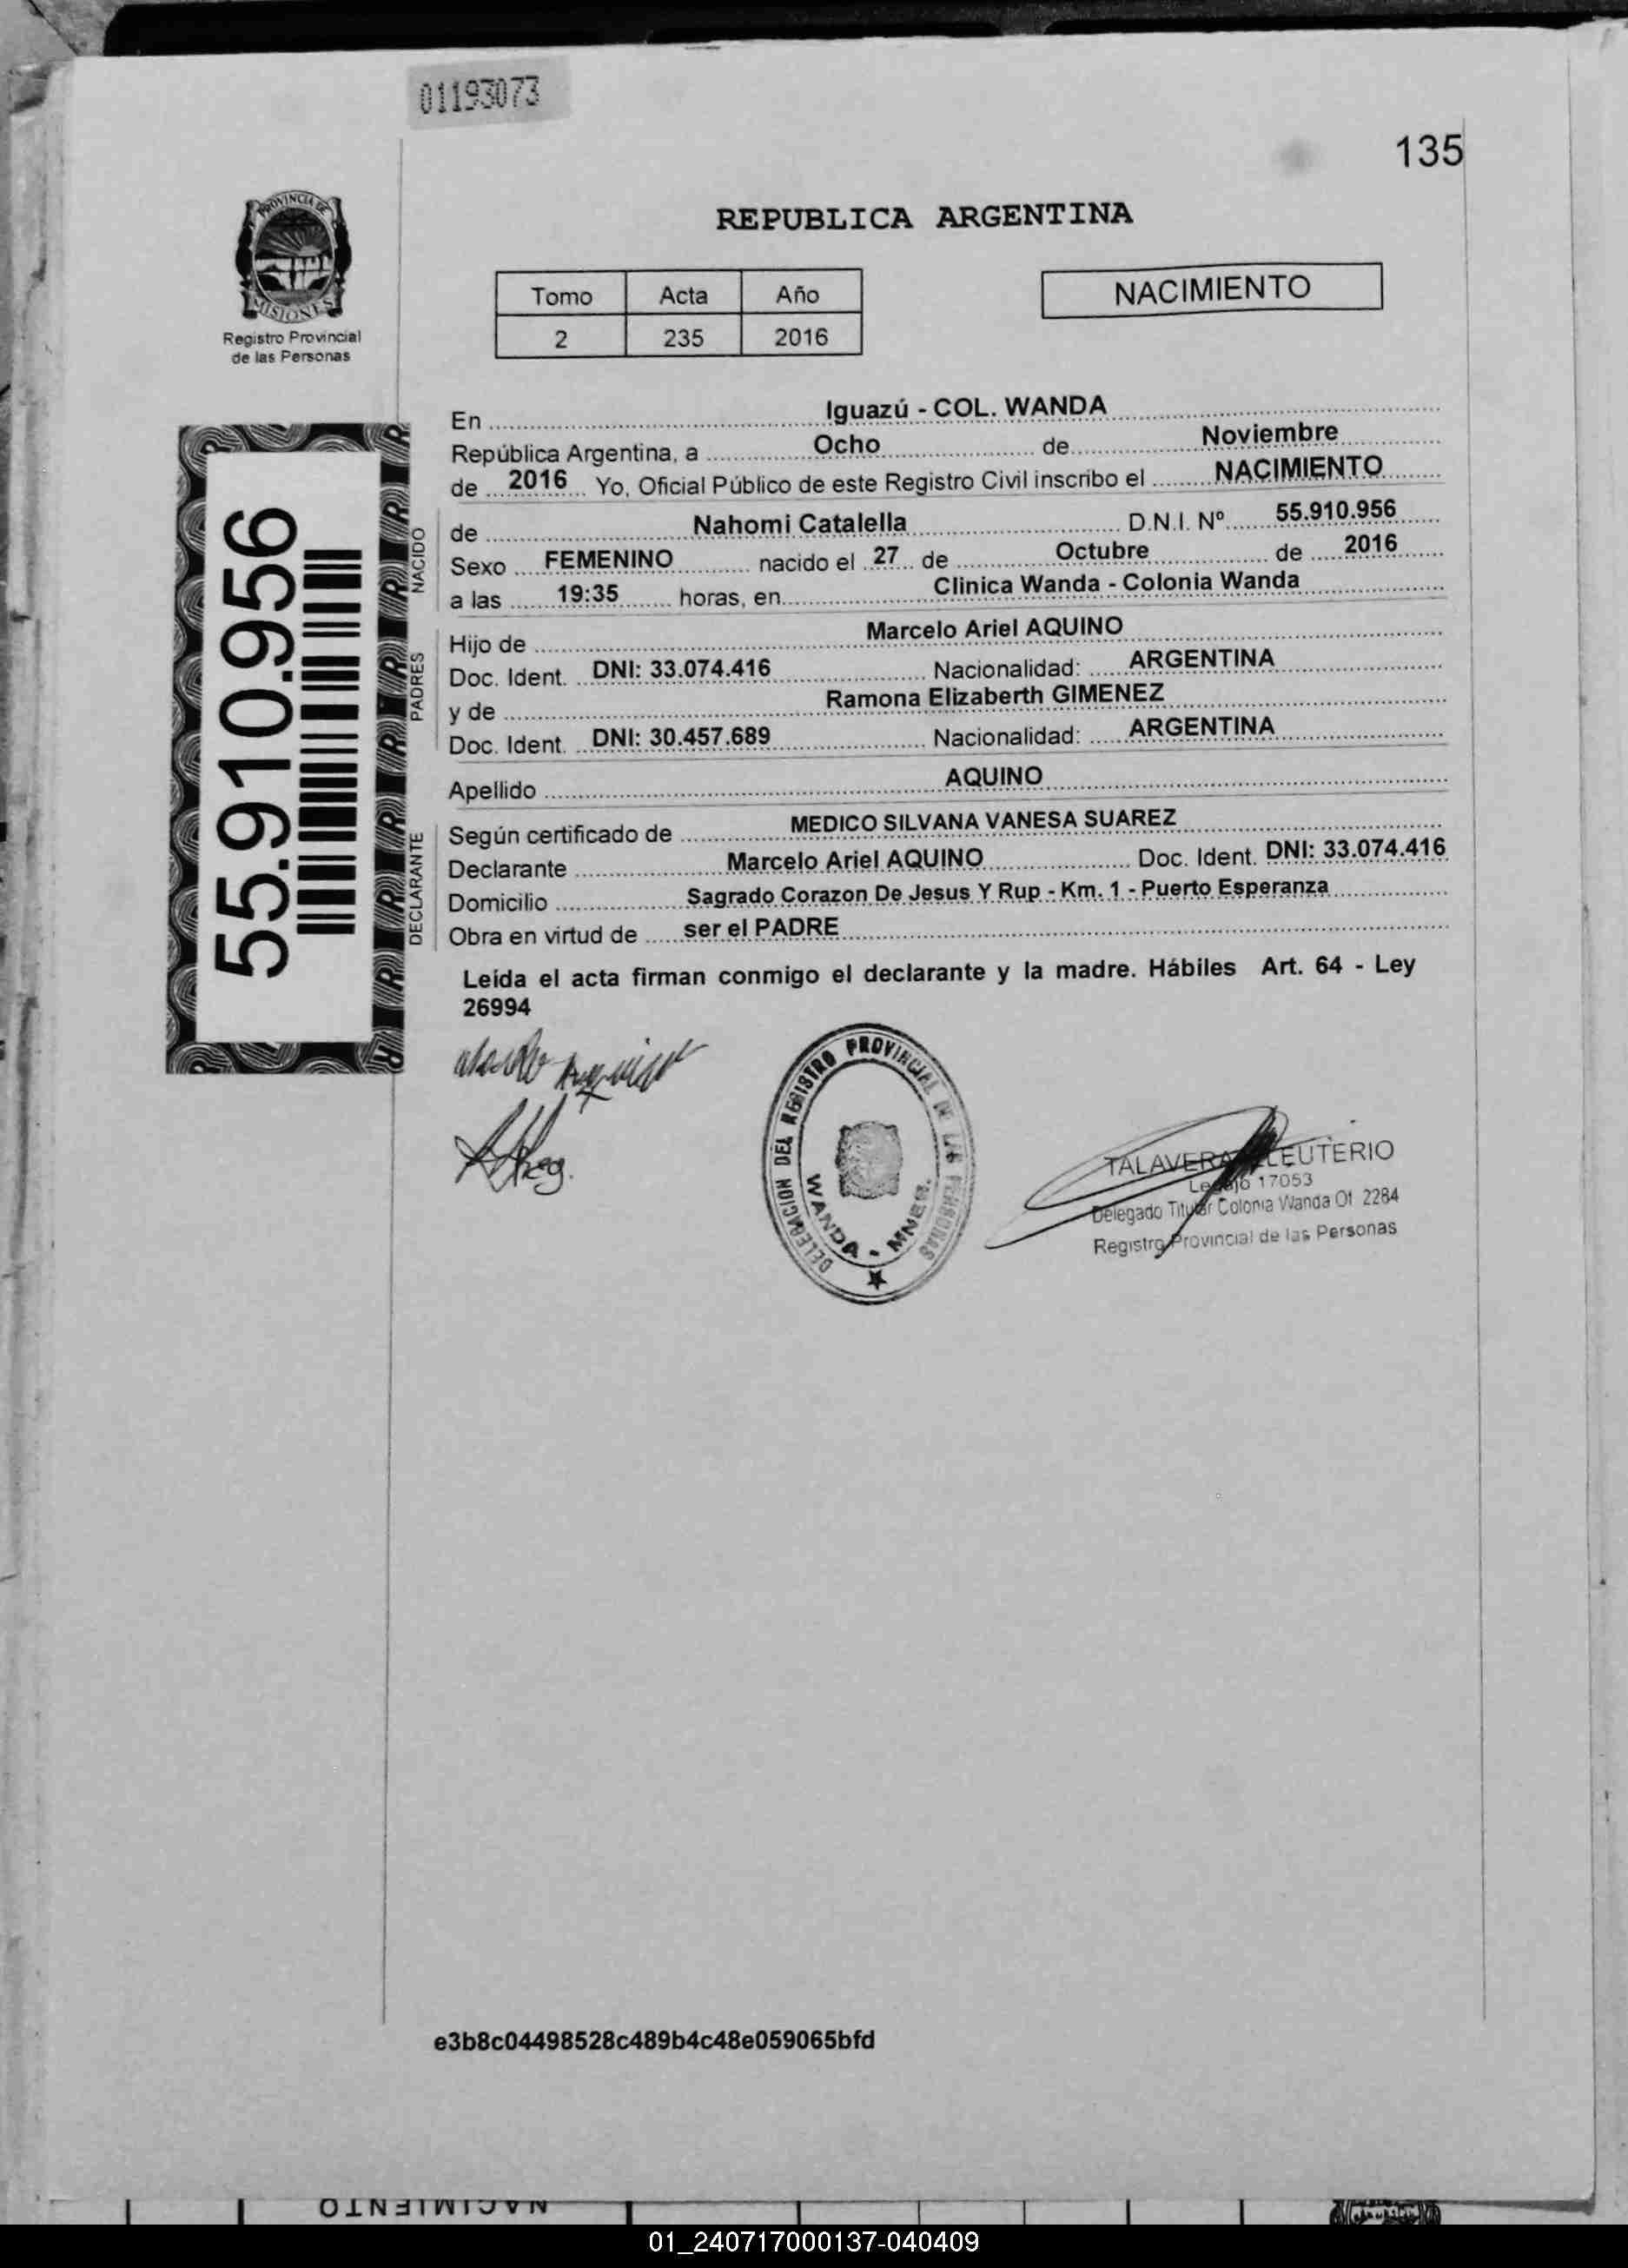 01193073
135
PROVINCIA DE
MISIONES
Registro Provincial
de las Personas
REPUBLICA ARGENTINA
Tomo Acta Año
2 235 2016
NACIMIENTO
55.910.956
NACIDO
PADRES
DECLARANTE
En Iguazú - COL. WANDA
República Argentina, a Ocho de Noviembre
de 2016 Yo, Oficial Público de este Registro Civil inscribo el NACIMIENTO
de Nahomi Catalella D.N.I. Nº 55.910.956
Sexo FEMENINO nacido el 27 de Octubre de 2016
a las 19:35 horas, en Clinica Wanda - Colonia Wanda
Hijo de Marcelo Ariel AQUINO
Doc. Ident. DNI: 33.074.416 Nacionalidad: ARGENTINA
y de Ramona Elizaberth GIMENEZ
Doc. Ident. DNI: 30.457.689 Nacionalidad: ARGENTINA
Apellido AQUINO
Según certificado de MEDICO SILVANA VANESA SUAREZ
Declarante Marcelo Ariel AQUINO Doc. Ident. DNI: 33.074.416
Domicilio Sagrado Corazon De Jesus Y Rup - Km. 1 - Puerto Esperanza
Obra en virtud de ser el PADRE
Leída el acta firman conmigo el declarante y la madre. Hábiles Art. 64 - Ley
26994
DELEGACION DEL REGISTRO PROVINCIAL DE LAS PERSONAS
WANDA - MNES.
TALAVERA ELEUTERIO
Legajo 17053
Delegado Titular Colonia Wanda Of. 2284
Registro Provincial de las Personas
e3b8c04498528c489b4c48e059065bfd
NACIMIENTO
01_240717000137-040409